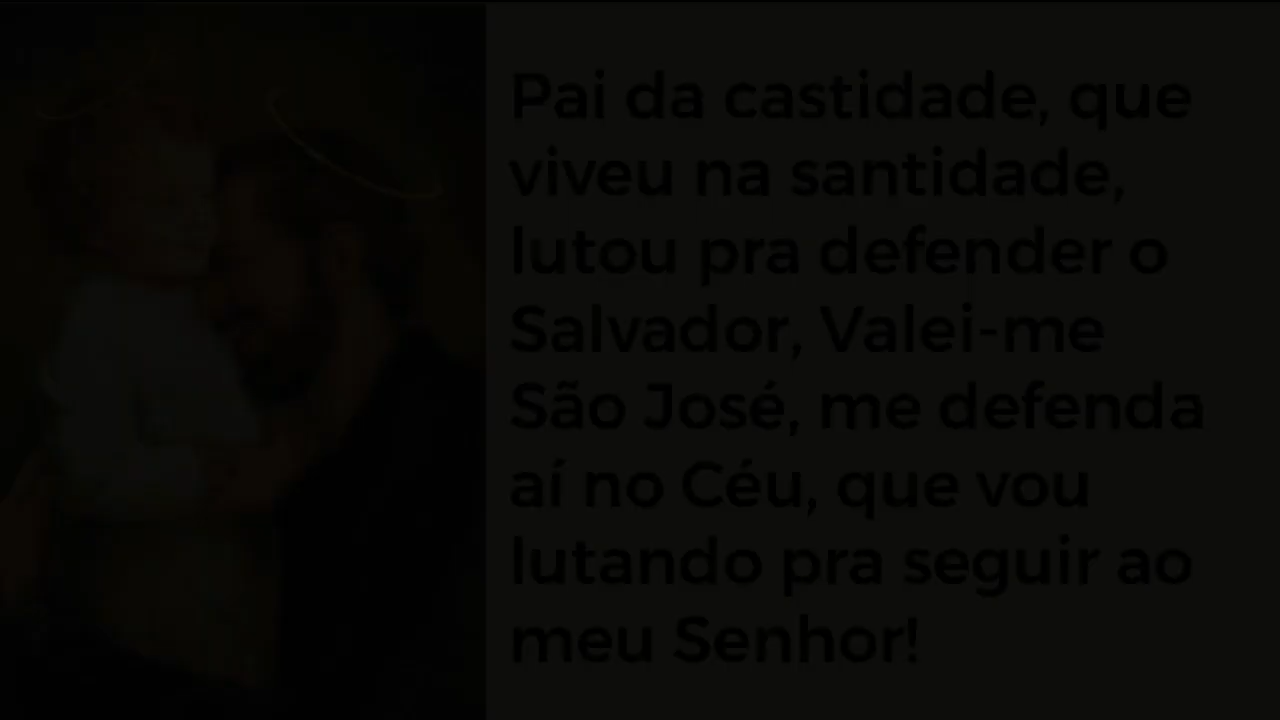 Pai da castidade, que
viveu na santidade,
lutou pra defender o
Salvador, Valei-me
São José, me defenda
aí no Céu, que vou
lutando pra seguir ao
meu Senhor!